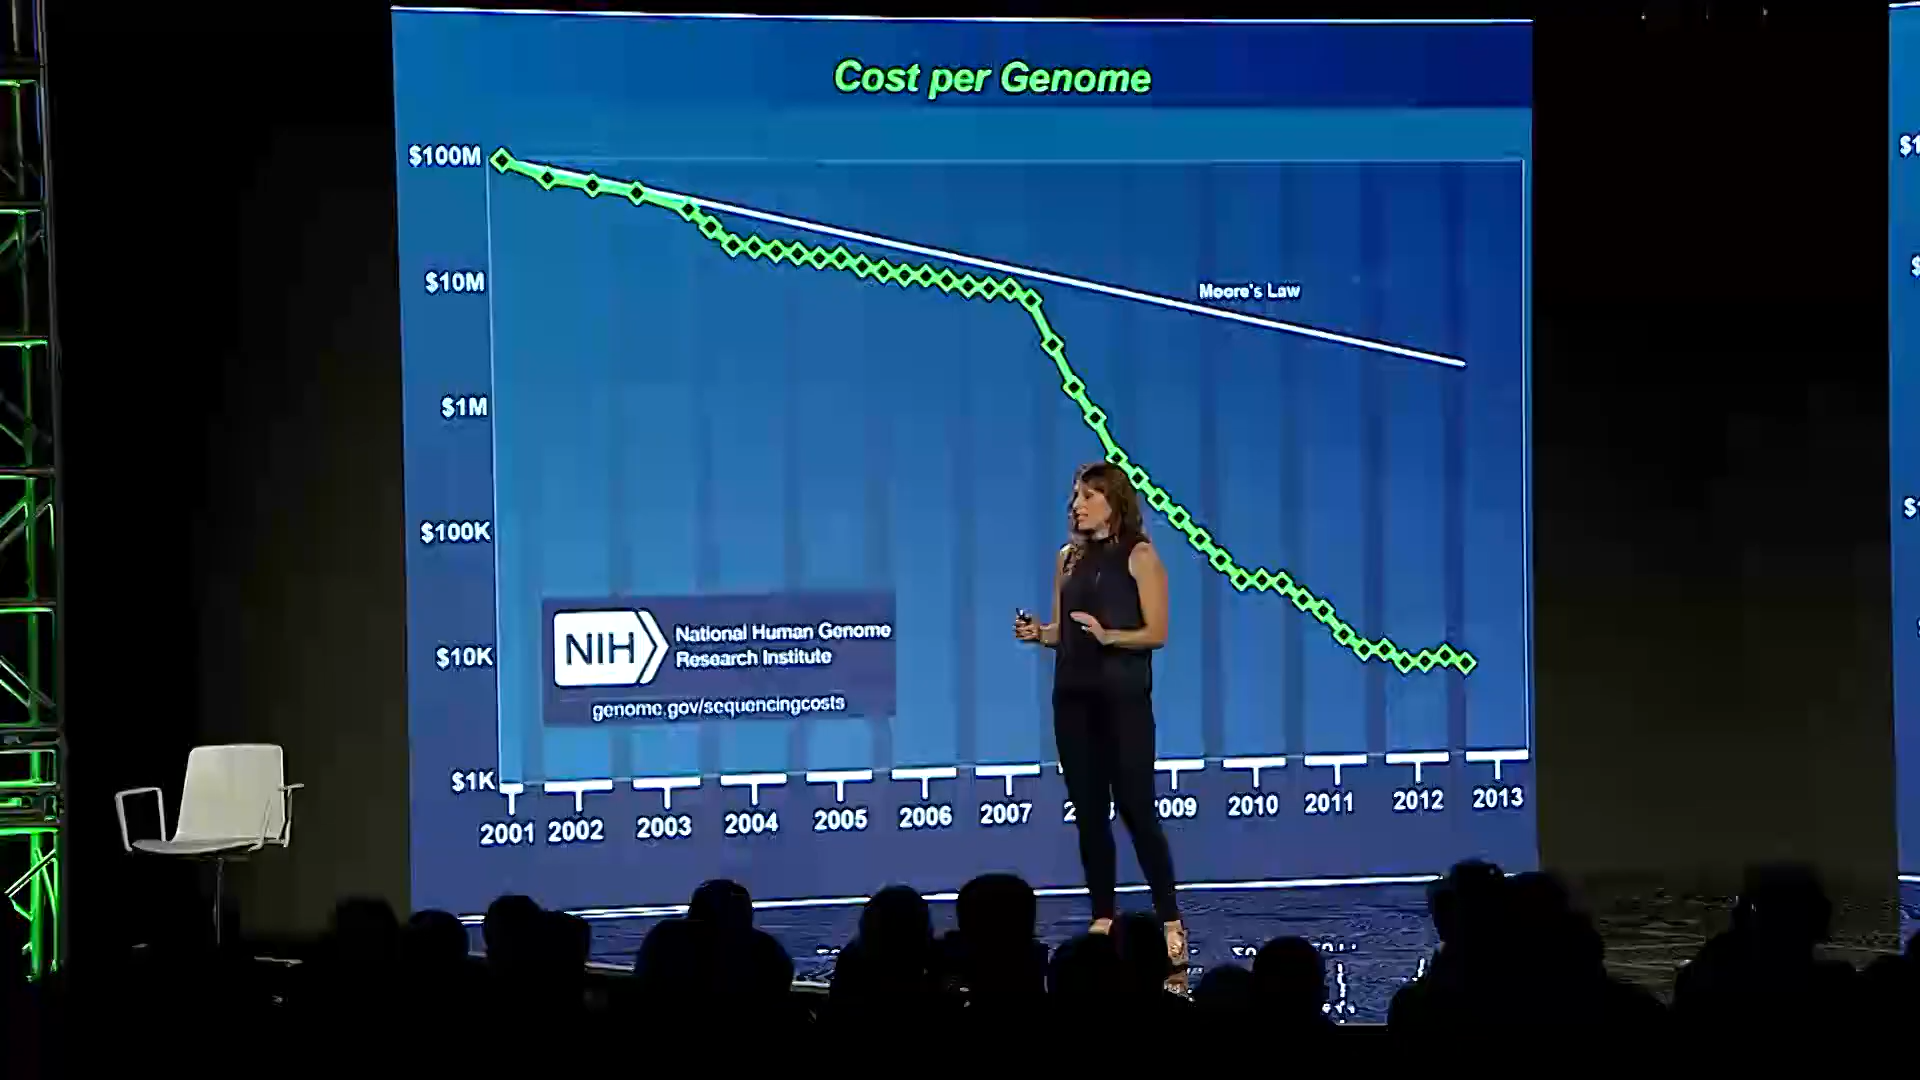 Cost per Genome
$100M
$10M
Moore's Law
$1M
$100K
$10K
NIH
National Human Genome
Research Institute
genome.gov/sequencingcosts
$1K
2001 2002 2003 2004 2005 2006 2007 2010 2011 2012 2013